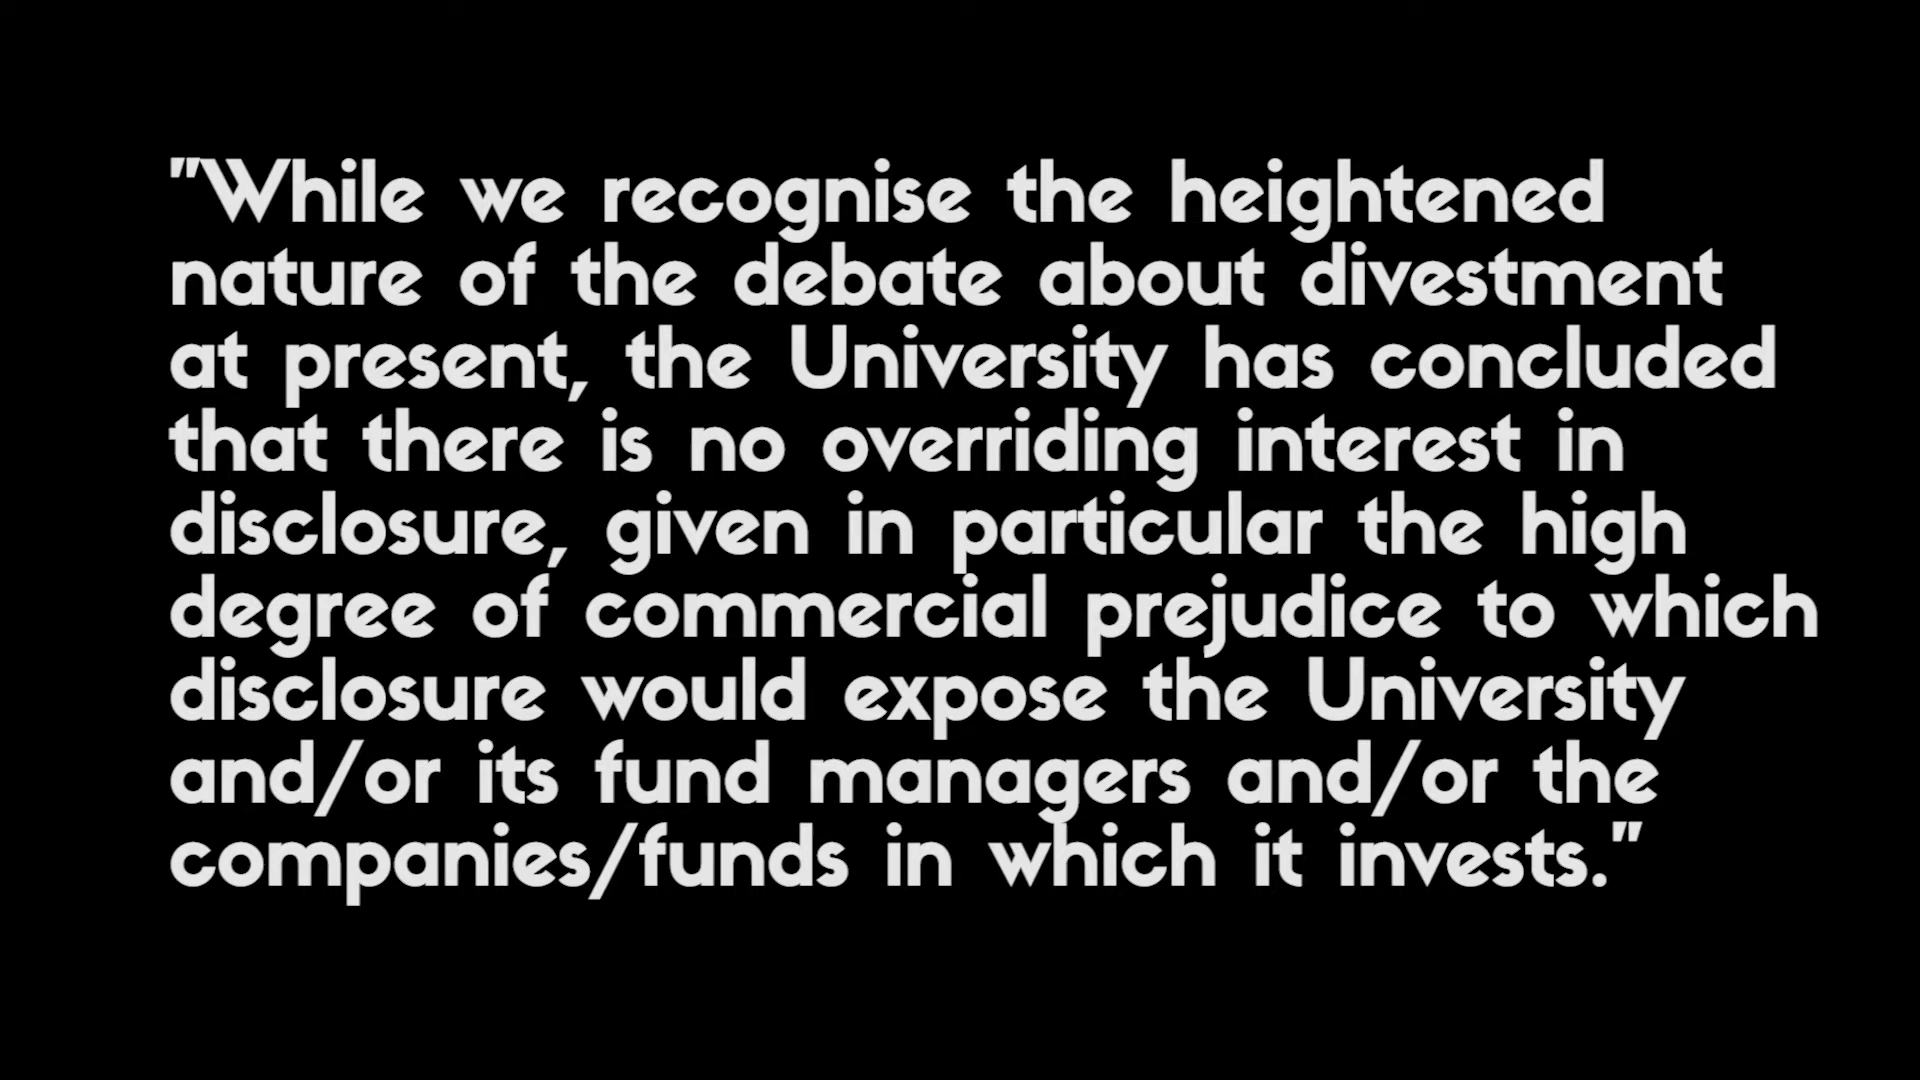 "While we recognise the heightened
nature of the debate about divestment
at present, the University has concluded
that there is no overriding interest in
disclosure, given in particular the high
degree of commercial prejudice to which
disclosure would expose the University
and/or its fund managers and/or the
companies/funds in which it invests."